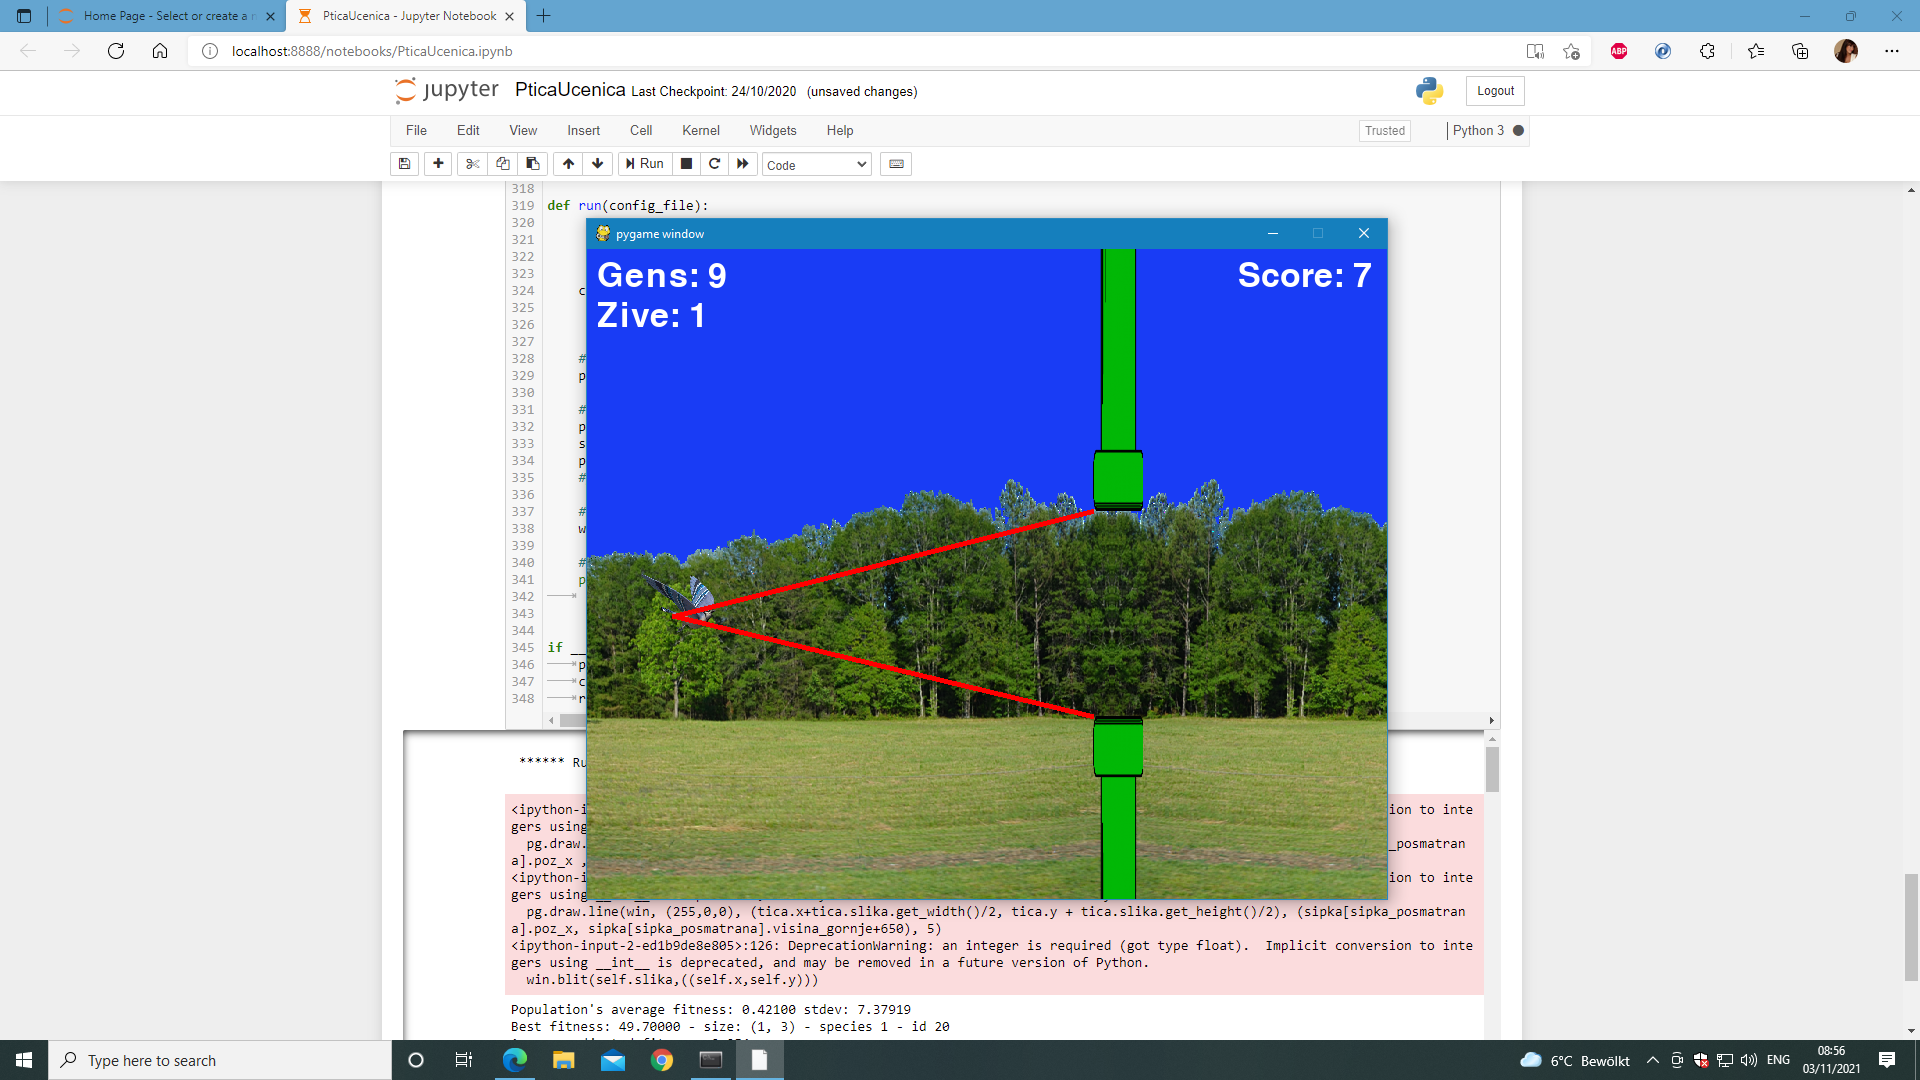 Home Page - Select or create a n
PticaUcenica - Jupyter Notebook
localhost:8888/notebooks/PticaUcenica.ipynb
ABP
jupyter PticaUcenica Last Checkpoint: 24/10/2020 (unsaved changes)
Logout
File Edit View Insert Cell Kernel Widgets Help
Trusted Python 3
Run Code
318
319 def run(config_file):
320
321
322
323
324 c
325
326
327
328 #
329 p
330
331 #
332 p
333 s
334 p
335 #
336
337 #
338 w
339
340 #
341 p
342
343
344
345 if __
346 p
347 c
348 r
pygame window
Gens: 9
Score: 7
Zive: 1
****** Ru
<ipython-i ion to inte
gers using
pg.draw. _posmatran
a].poz_x ,
<ipython-i ion to inte
gers using
pg.draw.line(win, (255,0,0), (tica.x+tica.slika.get_width()/2, tica.y + tica.slika.get_height()/2), (sipka[sipka_posmatran
a].poz_x, sipka[sipka_posmatrana].visina_gornje+650), 5)
<ipython-input-2-ed1b9de8e805>:126: DeprecationWarning: an integer is required (got type float).  Implicit conversion to inte
gers using __int__ is deprecated, and may be removed in a future version of Python.
win.blit(self.slika,((self.x,self.y)))
Population's average fitness: 0.42100 stdev: 7.37919
Best fitness: 49.70000 - size: (1, 3) - species 1 - id 20
Type here to search
6°C Bewölkt
ENG
08:56
03/11/2021